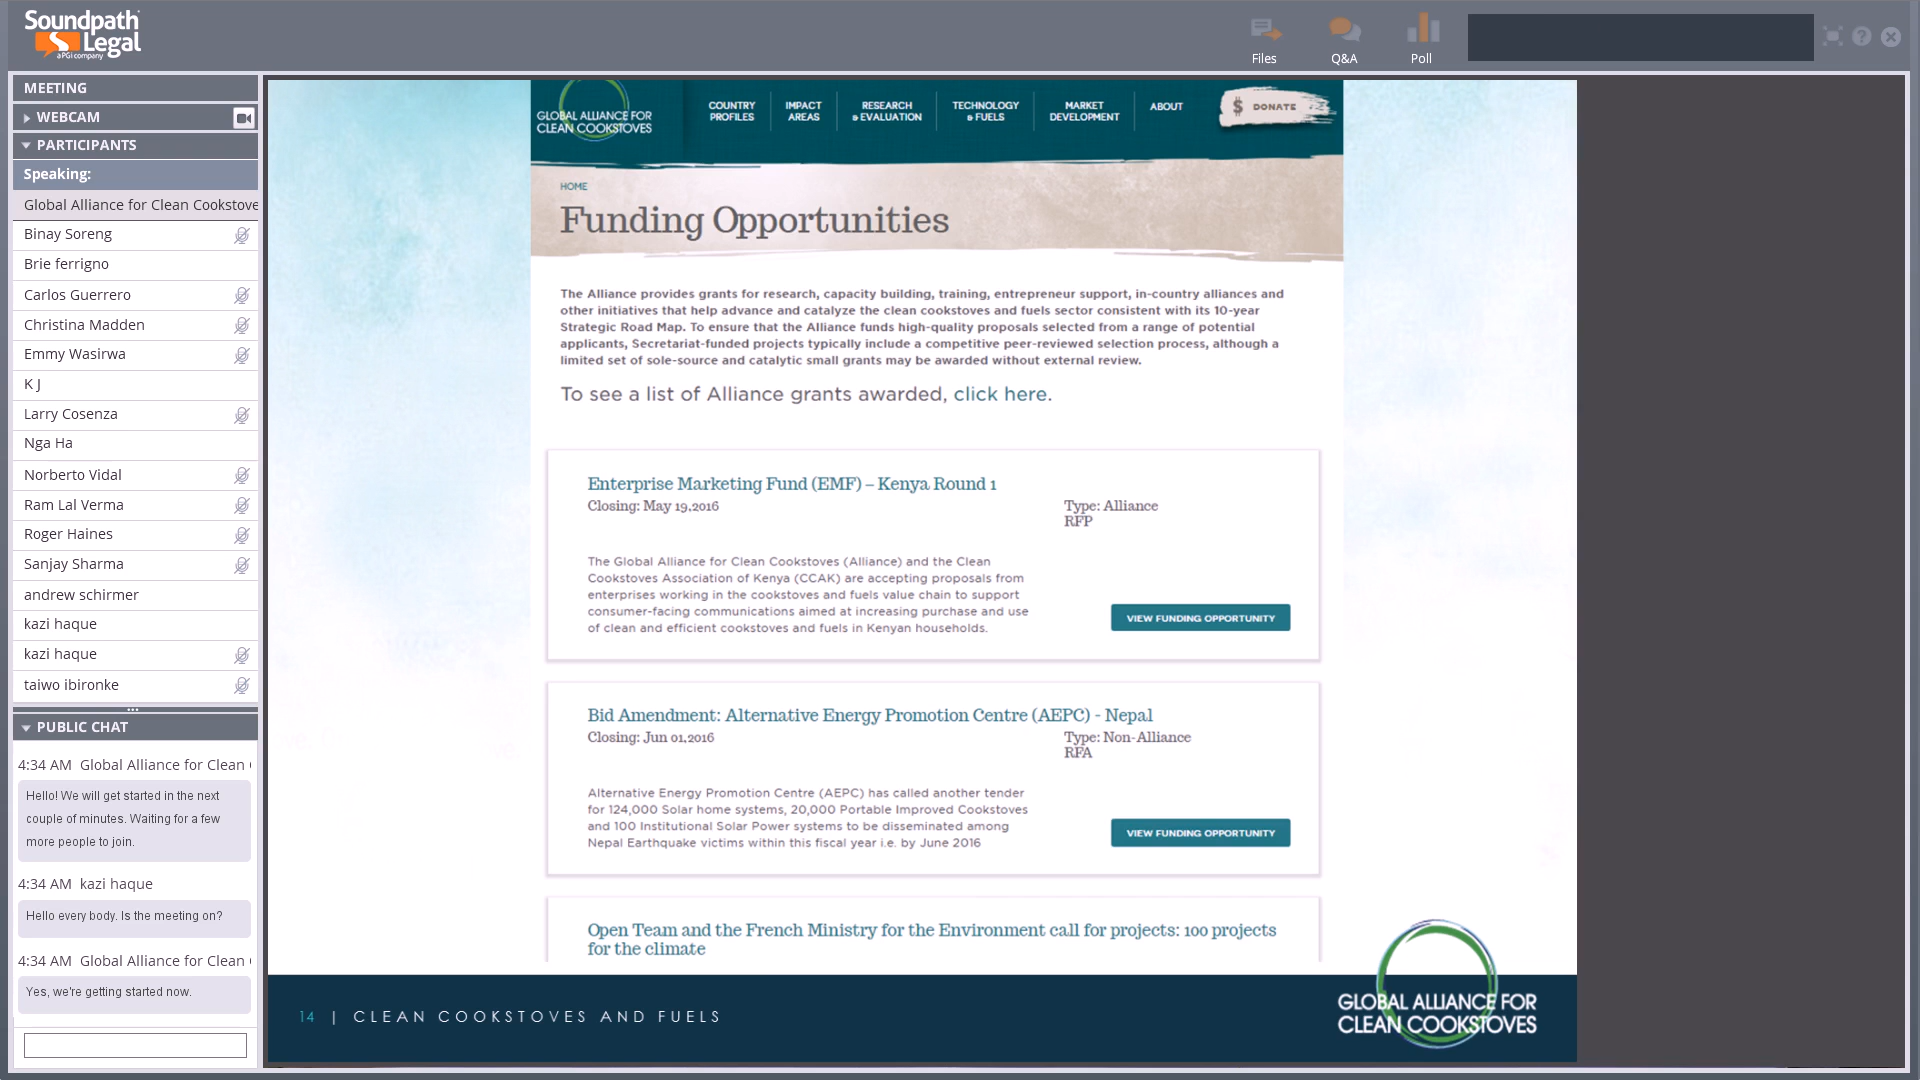 Soundpath
Legal
a PGi company
Files
Q&A
Poll
MEETING
WEBCAM
PARTICIPANTS
Speaking:
Global Alliance for Clean Cookstove
Binay Soreng
Brie ferrigno
Carlos Guerrero
Christina Madden
Emmy Wasirwa
K J
Larry Cosenza
Nga Ha
Norberto Vidal
Ram Lal Verma
Roger Haines
Sanjay Sharma
andrew schirmer
kazi haque
kazi haque
taiwo ibironke
PUBLIC CHAT
4:34 AM Global Alliance for Clean
Hello! We will get started in the next
couple of minutes. Waiting for a few
more people to join.
4:34 AM kazi haque
Hello every body. Is the meeting on?
4:34 AM Global Alliance for Clean
Yes, we're getting started now.
GLOBAL ALLIANCE FOR
CLEAN COOKSTOVES
COUNTRY
PROFILES
IMPACT
AREAS
RESEARCH
& EVALUATION
TECHNOLOGY
& FUELS
MARKET
DEVELOPMENT
ABOUT
$ DONATE
HOME
Funding Opportunities
The Alliance provides grants for research, capacity building, training, entrepreneur support, in-country alliances and
other initiatives that help advance and catalyze the clean cookstoves and fuels sector consistent with its 10-year
Strategic Road Map. To ensure that the Alliance funds high-quality proposals selected from a range of potential
applicants, Secretariat-funded projects typically include a competitive peer-reviewed selection process, although a
limited set of sole-source and catalytic small grants may be awarded without external review.
To see a list of Alliance grants awarded, click here.
Enterprise Marketing Fund (EMF) – Kenya Round 1
Closing: May 19,2016
Type: Alliance
RFP
The Global Alliance for Clean Cookstoves (Alliance) and the Clean
Cookstoves Association of Kenya (CCAK) are accepting proposals from
enterprises working in the cookstoves and fuels value chain to support
consumer-facing communications aimed at increasing purchase and use
of clean and efficient cookstoves and fuels in Kenyan households.
VIEW FUNDING OPPORTUNITY
Bid Amendment: Alternative Energy Promotion Centre (AEPC) - Nepal
Closing: Jun 01,2016
Type: Non-Alliance
RFA
Alternative Energy Promotion Centre (AEPC) has called another tender
for 124,000 Solar home systems, 20,000 Portable Improved Cookstoves
and 100 Institutional Solar Power systems to be disseminated among
Nepal Earthquake victims within this fiscal year i.e. by June 2016
VIEW FUNDING OPPORTUNITY
Open Team and the French Ministry for the Environment call for projects: 100 projects
for the climate
14 | CLEAN COOKSTOVES AND FUELS
GLOBAL ALLIANCE FOR
CLEAN COOKSTOVES